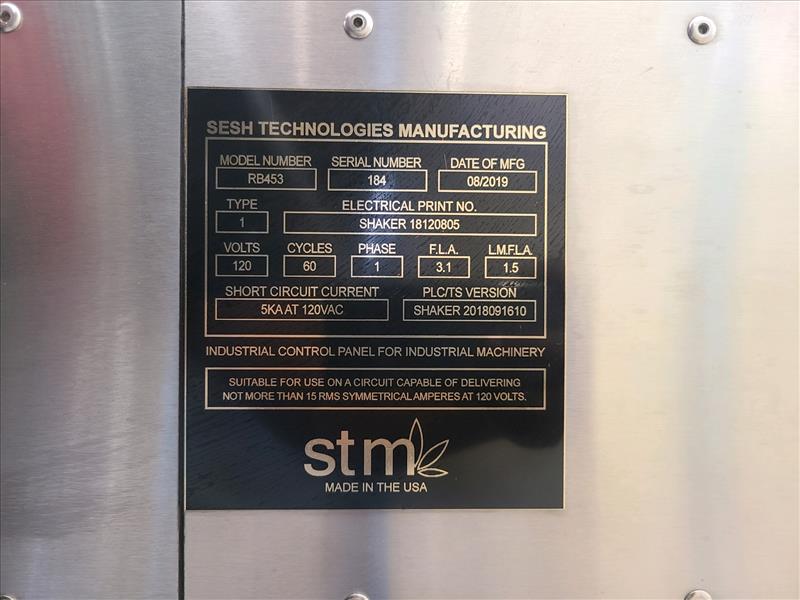 SESH TECHNOLOGIES MANUFACTURING
MODEL NUMBER SERIAL NUMBER DATE OF MFG
RB453 184 08/2019
TYPE ELECTRICAL PRINT NO.
1 SHAKER 18120805
VOLTS CYCLES PHASE F.L.A. L.M.F.L.A.
120 60 1 3.1 1.5
SHORT CIRCUIT CURRENT PLC/TS VERSION
5KA AT 120VAC SHAKER 2018091610
INDUSTRIAL CONTROL PANEL FOR INDUSTRIAL MACHINERY
SUITABLE FOR USE ON A CIRCUIT CAPABLE OF DELIVERING
NOT MORE THAN 15 RMS SYMMETRICAL AMPERES AT 120 VOLTS.
stm
MADE IN THE USA